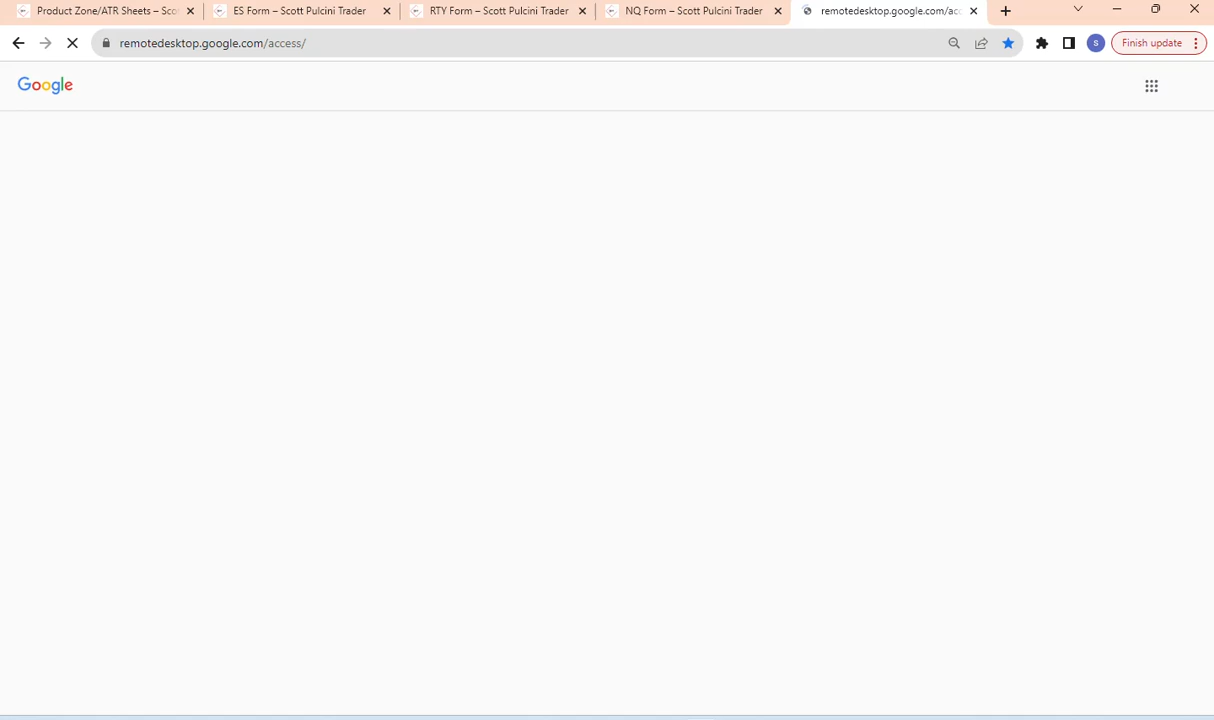 Product Zone/ATR Sheets – Sco
ES Form – Scott Pulcini Trader
RTY Form – Scott Pulcini Trader
NQ Form – Scott Pulcini Trader
remotedesktop.google.com/acc
remotedesktop.google.com/access/
S
Finish update
Google